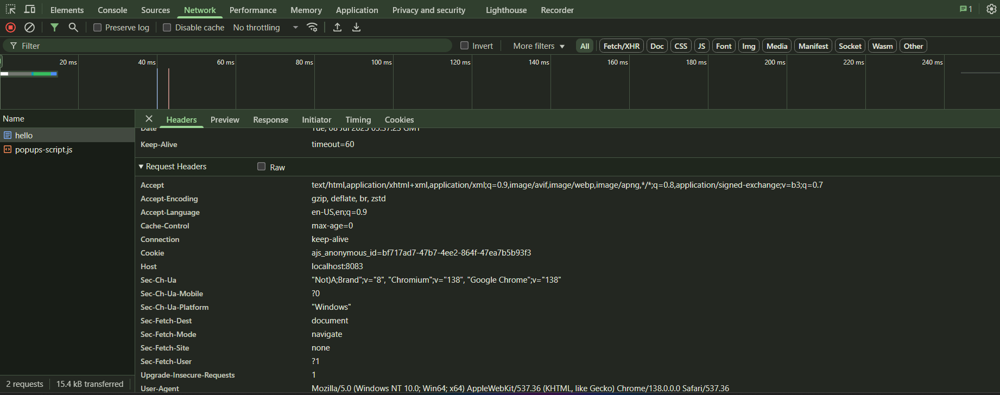 Elements Console Sources Network Performance Memory Application Privacy and security Lighthouse Recorder 1
Preserve log Disable cache No throttling
Filter Invert More filters All Fetch/XHR Doc CSS JS Font Img Media Manifest Socket Wasm Other
20 ms 40 ms 60 ms 80 ms 100 ms 120 ms 140 ms 160 ms 180 ms 200 ms 220 ms 240 ms
Name
hello
popups-script.js
Headers Preview Response Initiator Timing Cookies
Date Tue, 08 Jul 2025 05:37:23 GMT
Keep-Alive timeout=60
Request Headers Raw
Accept text/html,application/xhtml+xml,application/xml;q=0.9,image/avif,image/webp,image/apng,*/*;q=0.8,application/signed-exchange;v=b3;q=0.7
Accept-Encoding gzip, deflate, br, zstd
Accept-Language en-US,en;q=0.9
Cache-Control max-age=0
Connection keep-alive
Cookie ajs_anonymous_id=bf717ad7-47b7-4ee2-864f-47ea7b5b93f3
Host localhost:8083
Sec-Ch-Ua "Not)A;Brand";v="8", "Chromium";v="138", "Google Chrome";v="138"
Sec-Ch-Ua-Mobile ?0
Sec-Ch-Ua-Platform "Windows"
Sec-Fetch-Dest document
Sec-Fetch-Mode navigate
Sec-Fetch-Site none
Sec-Fetch-User ?1
Upgrade-Insecure-Requests 1
User-Agent Mozilla/5.0 (Windows NT 10.0; Win64; x64) AppleWebKit/537.36 (KHTML, like Gecko) Chrome/138.0.0.0 Safari/537.36
2 requests 15.4 kB transferred